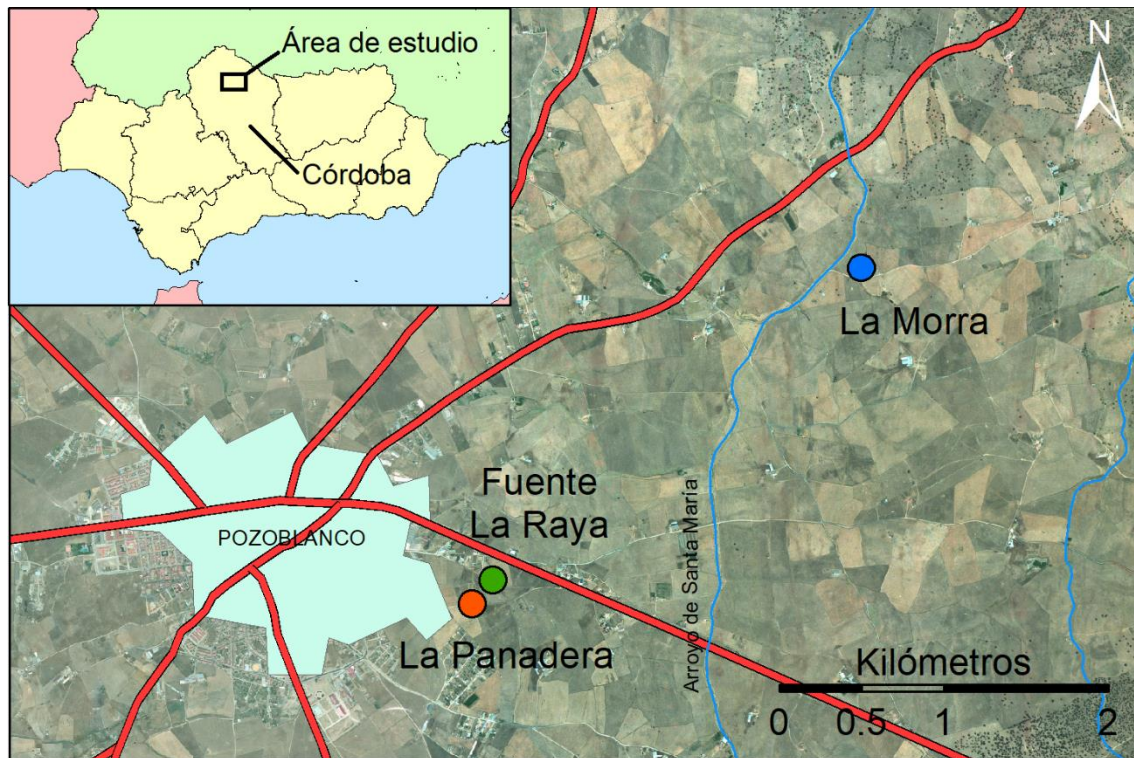 Área de estudio
Córdoba
N
La Morra
Fuente
La Raya
POZOBLANCO
La Panadera
Arroyo de Santa María
Kilómetros
0 0.5 1 2